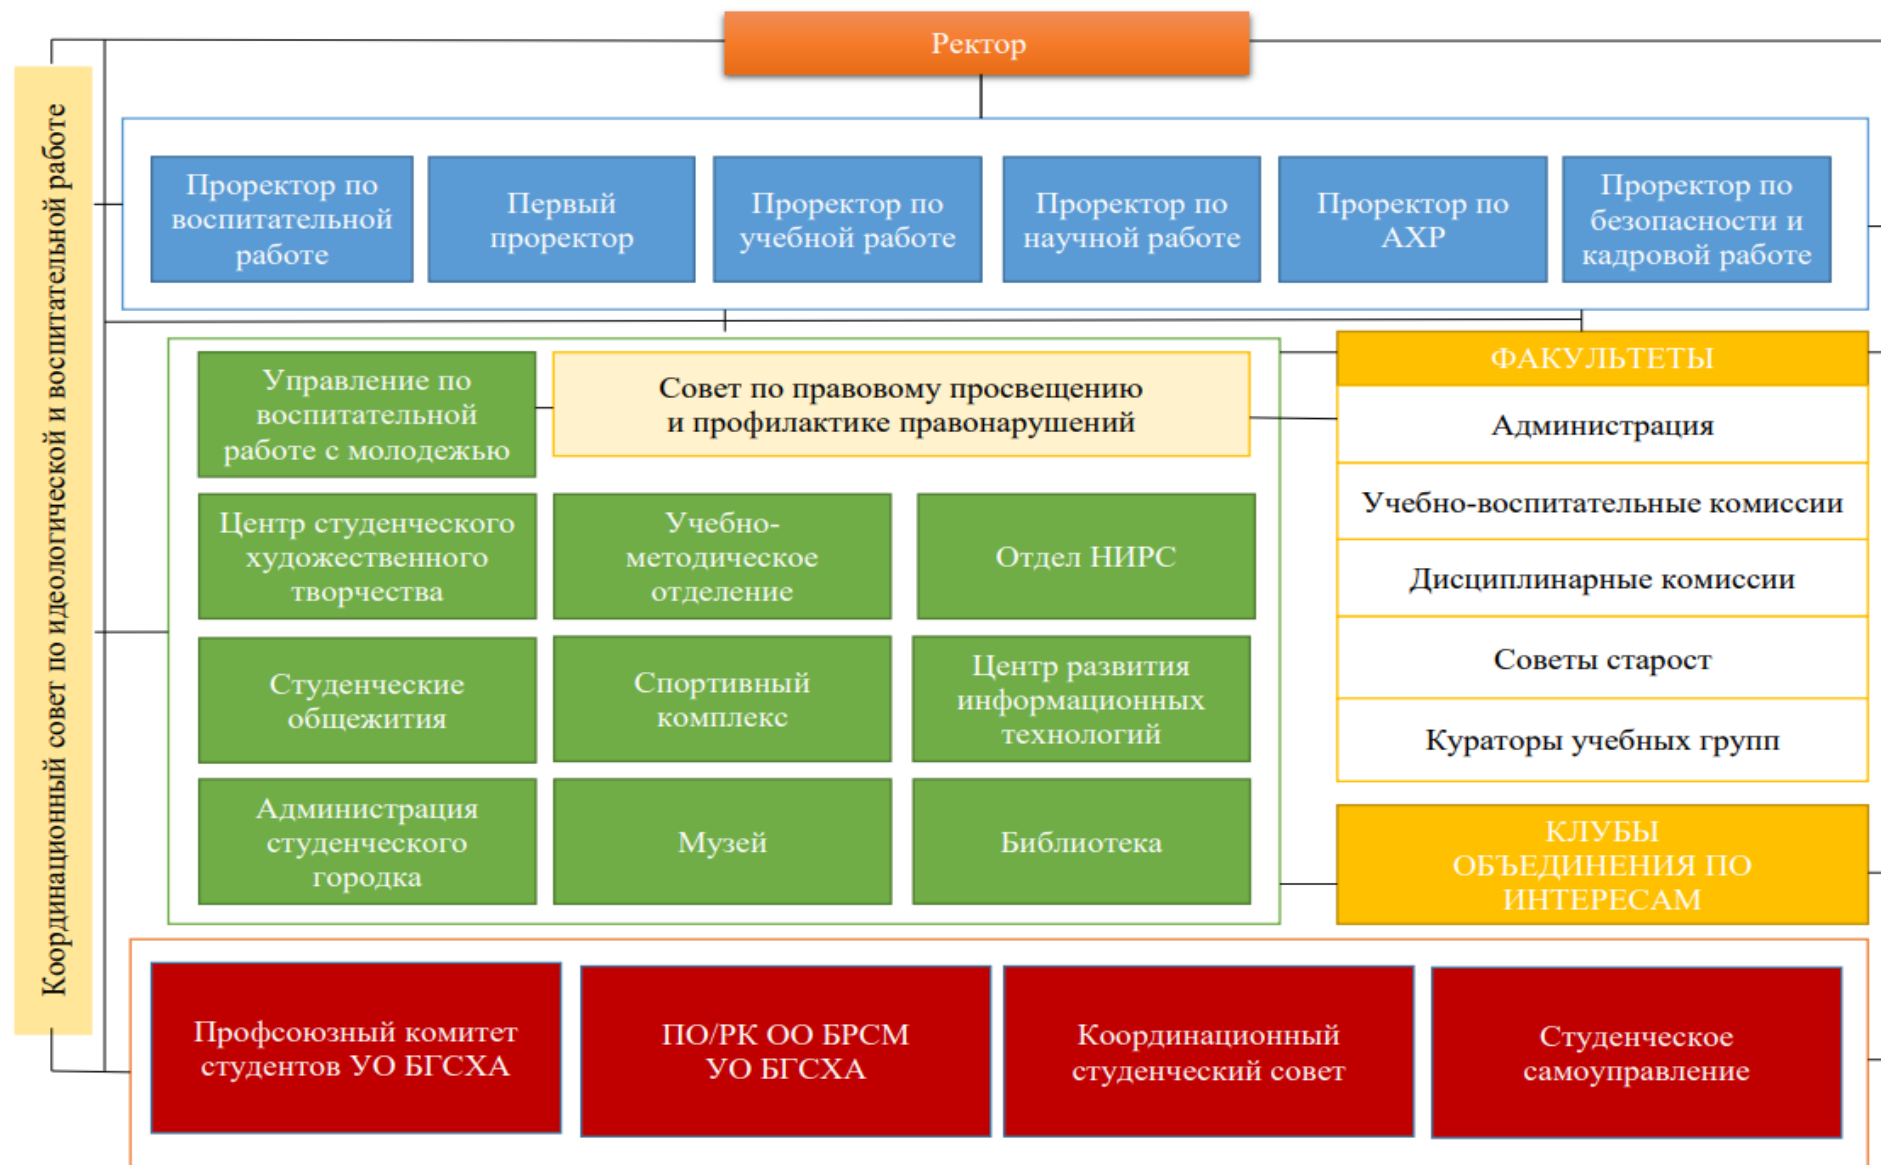 Ректор
Координационный совет по идеологической и воспитательной работе
Проректор по
воспитательной
работе
Первый
проректор
Проректор по
учебной работе
Проректор по
научной работе
Проректор по
АХР
Проректор по
безопасности и
кадровой работе
Управление по
воспитательной
работе с молодежью
Совет по правовому просвещению
и профилактике правонарушений
Центр студенческого
художественного
творчества
Учебно-
методическое
отделение
Отдел НИРС
Студенческие
общежития
Спортивный
комплекс
Центр развития
информационных
технологий
Администрация
студенческого
городка
Музей
Библиотека
ФАКУЛЬТЕТЫ
Администрация
Учебно-воспитательные комиссии
Дисциплинарные комиссии
Советы старост
Кураторы учебных групп
КЛУБЫ
ОБЪЕДИНЕНИЯ ПО
ИНТЕРЕСАМ
Профсоюзный комитет
студентов УО БГСХА
ПО/РК ОО БРСМ
УО БГСХА
Координационный
студенческий совет
Студенческое
самоуправление